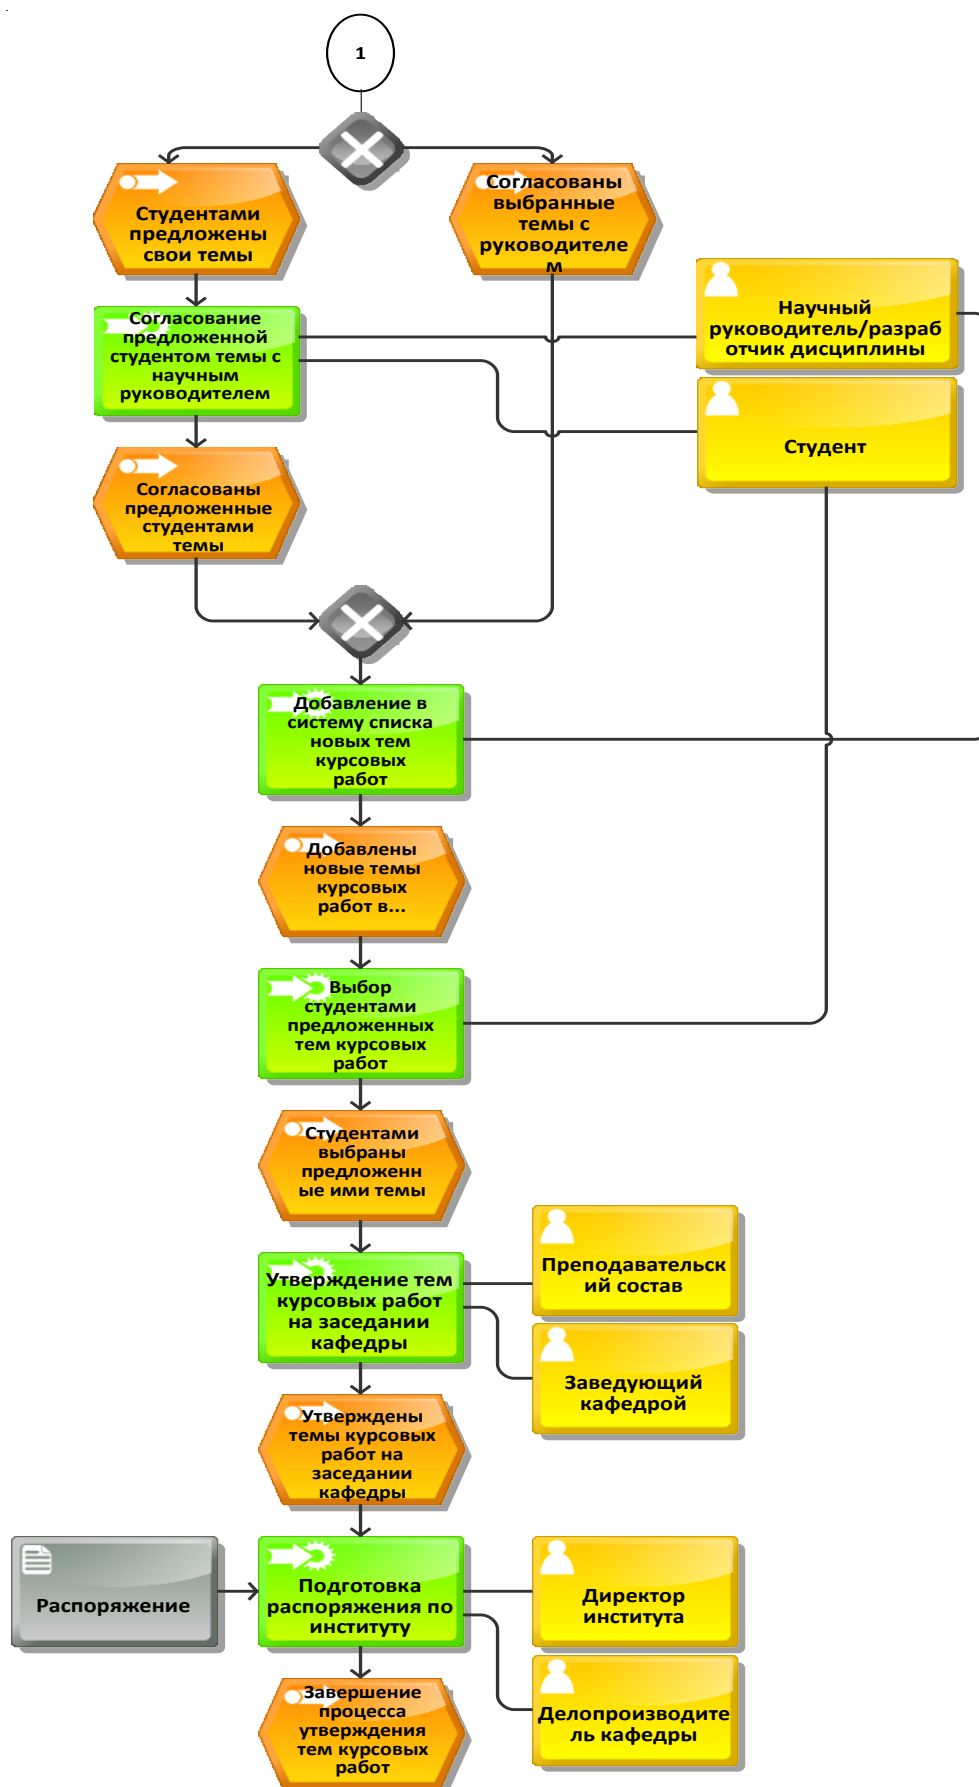 1
Студентами
предложены
свои темы
Согласованы
выбранные
темы с
руководителе
м
Научный
руководитель/разраб
отчик дисциплины
Согласование
предложенной
студентом темы с
научным
руководителем
Студент
Согласованы
предложенные
студентами
темы
Добавление в
систему списка
новых тем
курсовых
работ
Добавлены
новые темы
курсовых
работ в...
Выбор
студентами
предложенных
тем курсовых
работ
Студентами
выбраны
предложенн
ые ими темы
Преподавательск
ий состав
Утверждение тем
курсовых работ
на заседании
кафедры
Заведующий
кафедрой
Утверждены
темы курсовых
работ на
заседании
кафедры
Распоряжение
Подготовка
распоряжения по
институту
Директор
института
Делопроизводите
ль кафедры
Завершение
процесса
утверждения
тем курсовых
работ